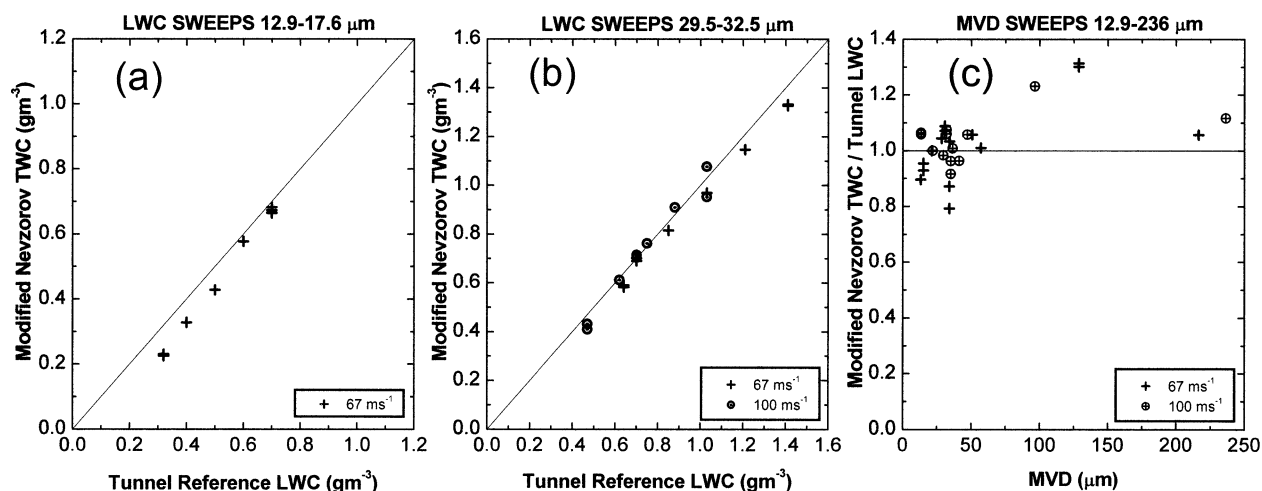 LWC SWEEPS 12.9-17.6 μm
(a)
Modified Nevzorov TWC (gm⁻³)
1.2
1.0
0.8
0.6
0.4
0.2
0.0
0.0 0.2 0.4 0.6 0.8 1.0 1.2
Tunnel Reference LWC (gm⁻³)
67 ms⁻¹
LWC SWEEPS 29.5-32.5 μm
(b)
Modified Nevzorov TWC (gm⁻³)
1.6
1.4
1.2
1.0
0.8
0.6
0.4
0.2
0.0
0.0 0.2 0.4 0.6 0.8 1.0 1.2 1.4 1.6
Tunnel Reference LWC (gm⁻³)
67 ms⁻¹
100 ms⁻¹
MVD SWEEPS 12.9-236 μm
(c)
Modified Nevzorov TWC / Tunnel LWC
1.4
1.2
1.0
0.8
0.6
0.4
0.2
0.0
0 50 100 150 200 250
MVD (μm)
67 ms⁻¹
100 ms⁻¹